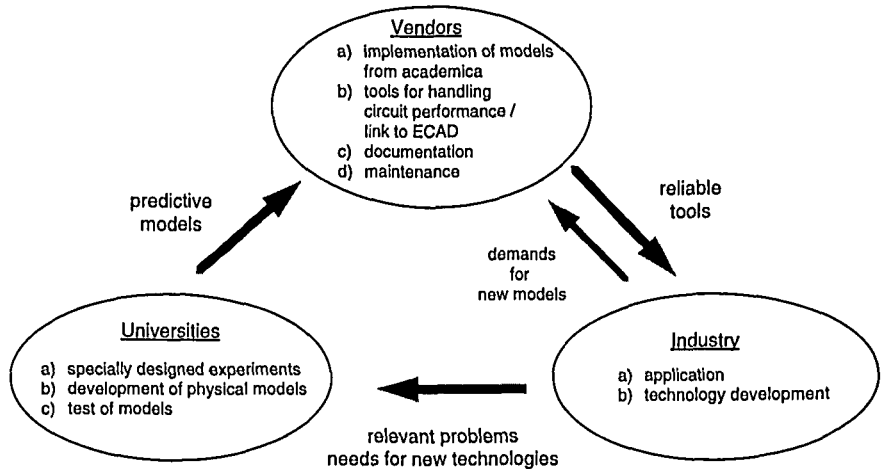 Vendors
a) implementation of models
from academica
b) tools for handling
circuit performance /
link to ECAD
c) documentation
d) maintenance
predictive
models
reliable
tools
demands
for
new models
Universities
a) specially designed experiments
b) development of physical models
c) test of models
Industry
a) application
b) technology development
relevant problems
needs for new technologies